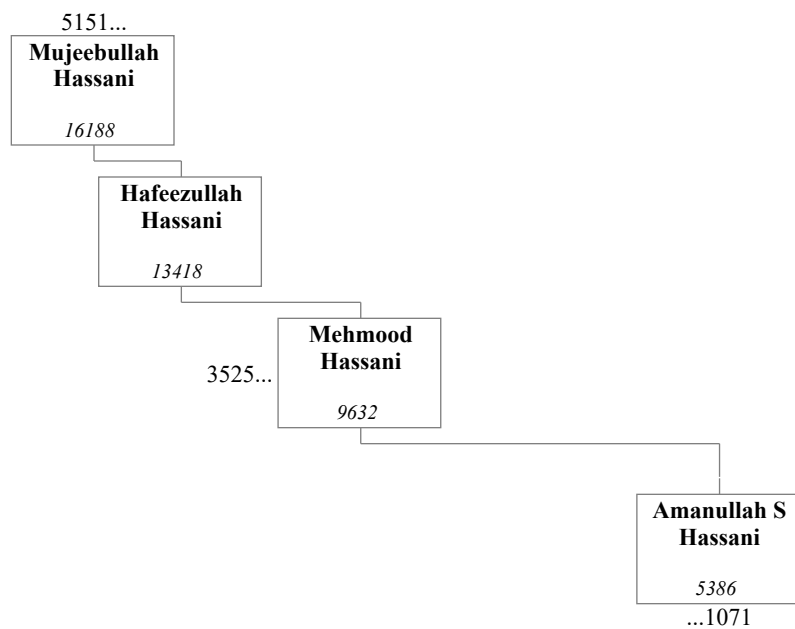 5151...
Mujeebullah
Hassani
16188
Hafeezullah
Hassani
13418
Mehmood
Hassani
3525...
9632
Amanullah S
Hassani
5386
...1071